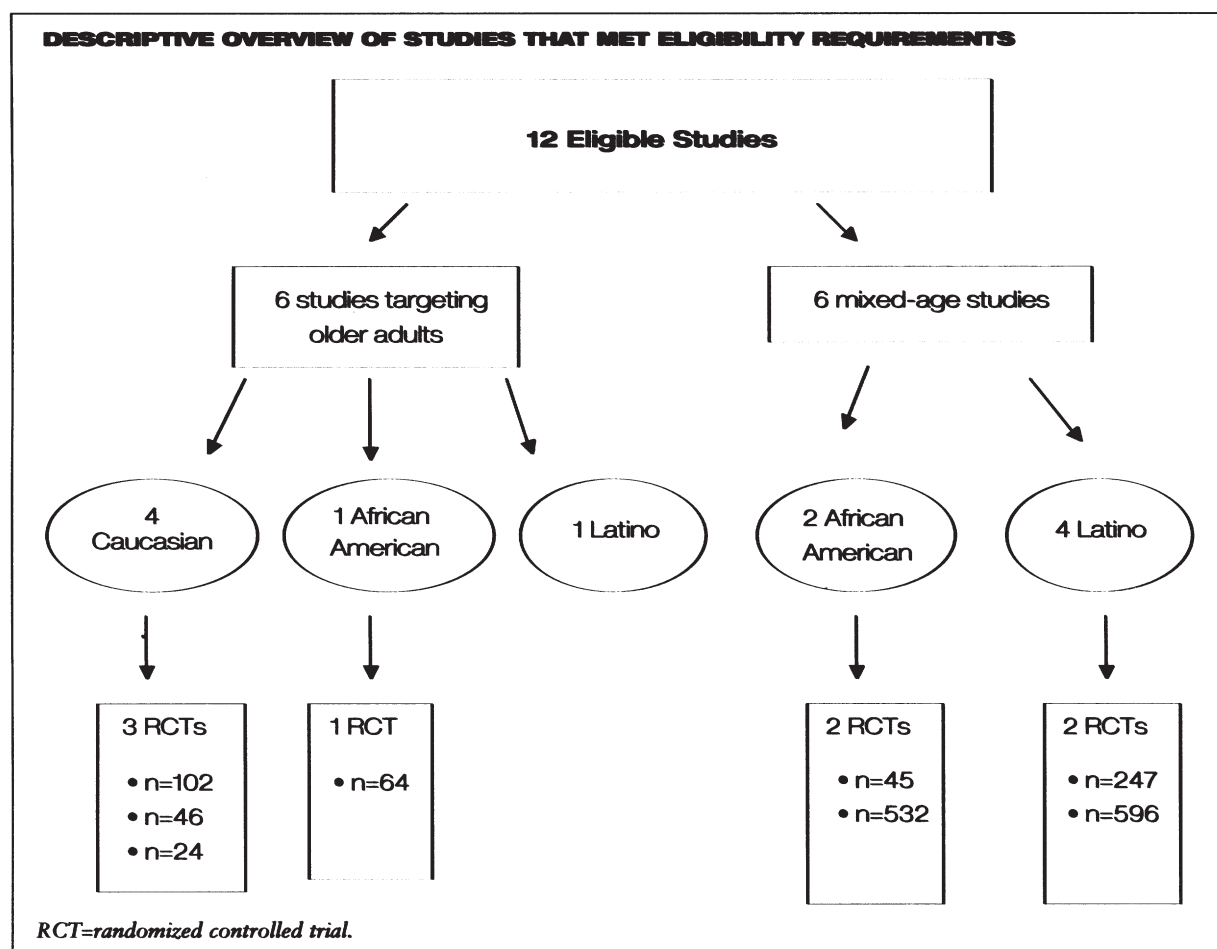 DESCRIPTIVE OVERVIEW OF STUDIES THAT MET ELIGIBILITY REQUIREMENTS
12 Eligible Studies
6 studies targeting
older adults
6 mixed-age studies
4
Caucasian
1 African
American
1 Latino
2 African
American
4 Latino
3 RCTs
• n=102
• n=46
• n=24
1 RCT
• n=64
2 RCTs
• n=45
• n=532
2 RCTs
• n=247
• n=596
RCT=randomized controlled trial.